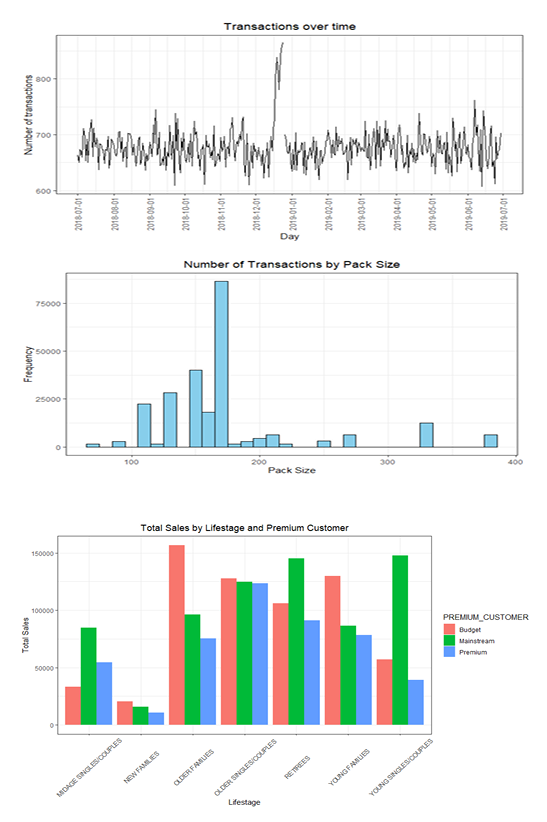 Transactions over time
Number of transactions
800
700
600
2018-07-01
2018-08-01
2018-09-01
2018-10-01
2018-11-01
2018-12-01
2019-01-01
2019-02-01
2019-03-01
2019-04-01
2019-05-01
2019-06-01
2019-07-01
Day
Number of Transactions by Pack Size
Frequency
75000
50000
25000
0
100 200 300 400
Pack Size
Total Sales by Lifestage and Premium Customer
Total Sales
150000
100000
50000
0
MIDAGE SINGLES/COUPLES
NEW FAMILIES
OLDER FAMILIES
OLDER SINGLES/COUPLES
RETIREES
YOUNG FAMILIES
YOUNG SINGLES/COUPLES
Lifestage
PREMIUM_CUSTOMER
Budget
Mainstream
Premium